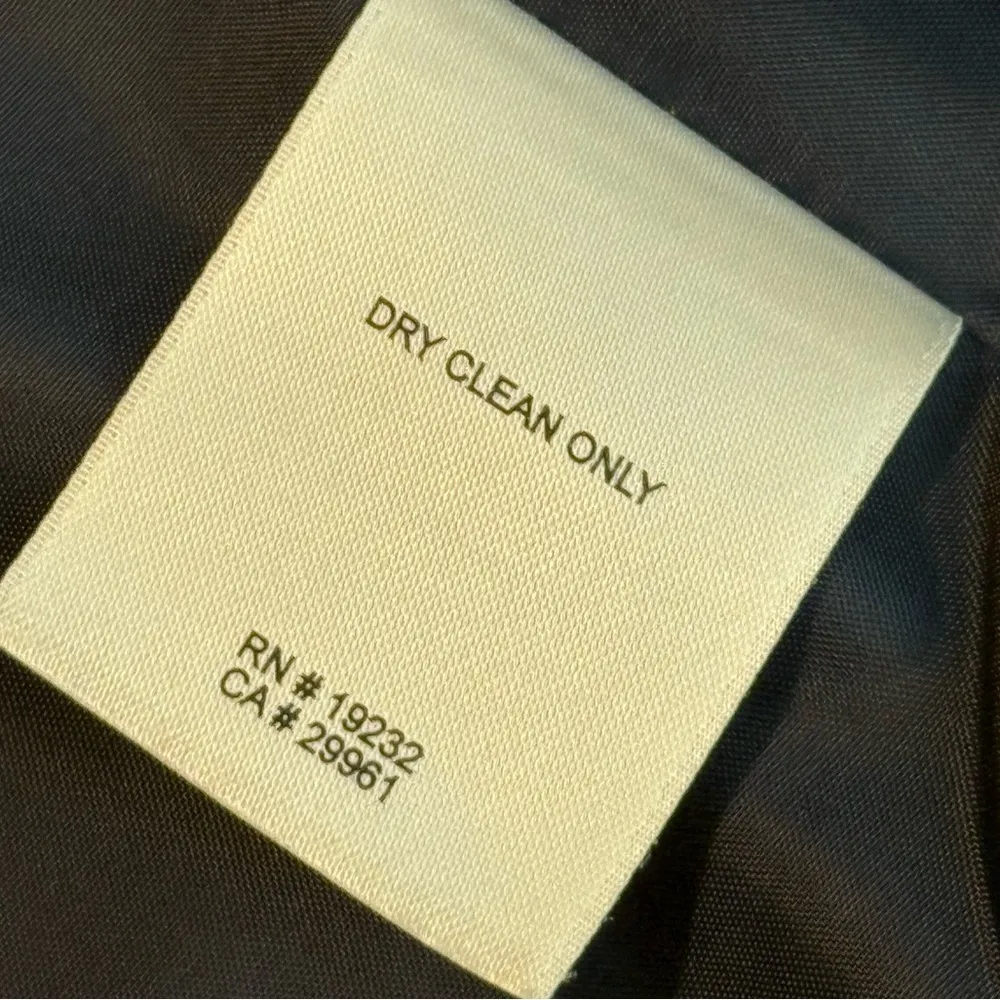 DRY CLEAN ONLY
RN # 19232
CA # 29961